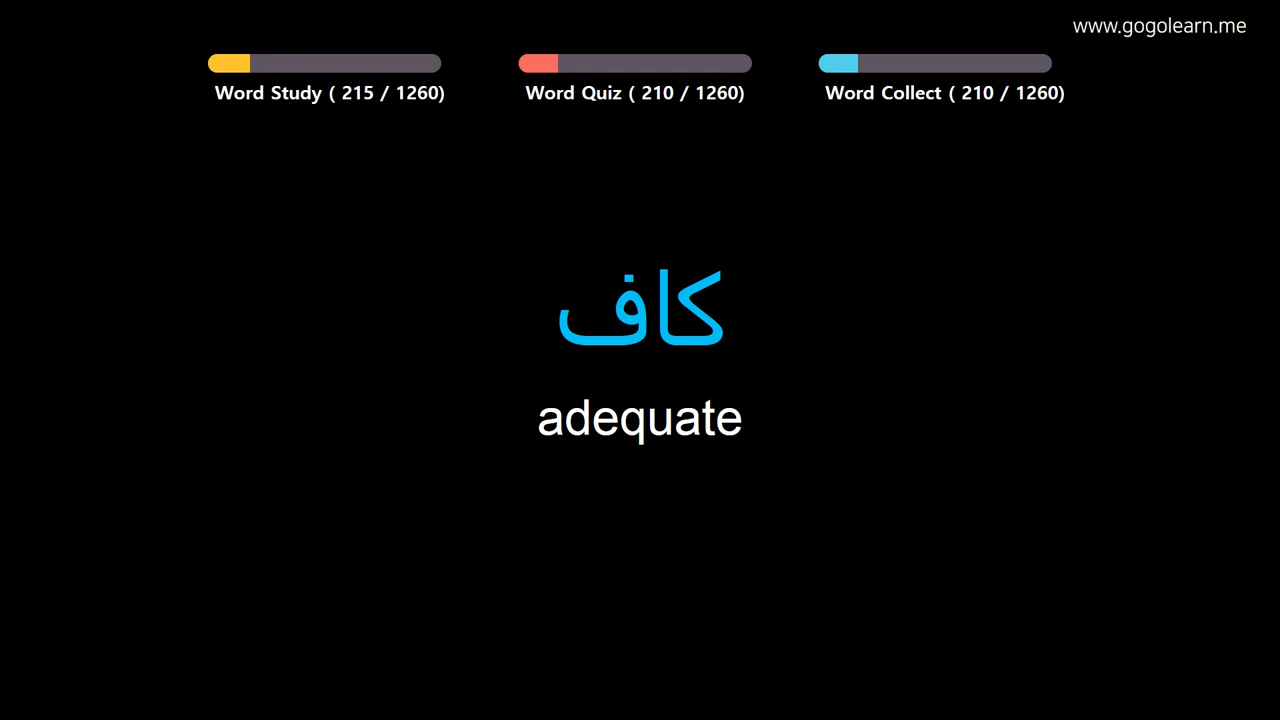 www.gogolearn.me
Word Study ( 215 / 1260)
Word Quiz ( 210 / 1260)
Word Collect ( 210 / 1260)
كاف
adequate